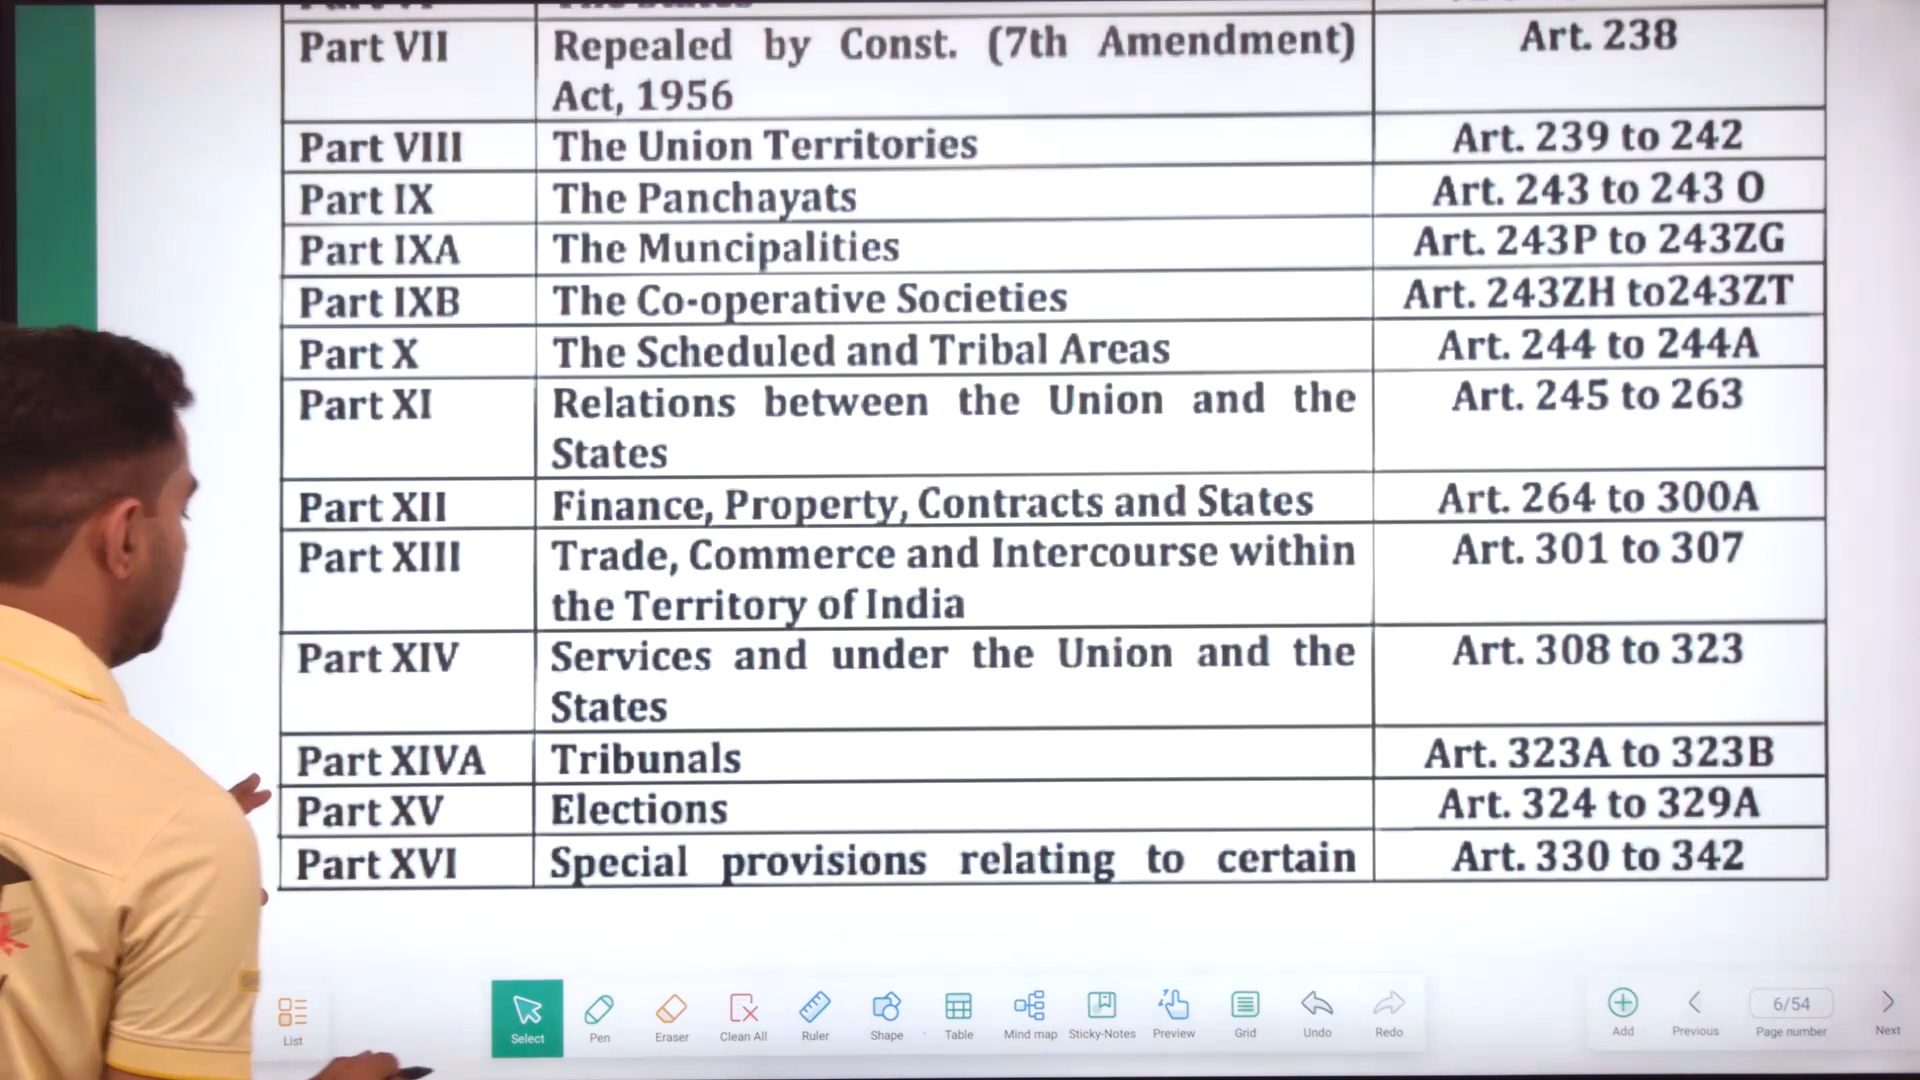 Part VII Repealed by Const. (7th Amendment) Art. 238
Act, 1956
Part VIII The Union Territories Art. 239 to 242
Part IX The Panchayats Art. 243 to 243 O
Part IXA The Muncipalities Art. 243P to 243ZG
Part IXB The Co-operative Societies Art. 243ZH to243ZT
Part X The Scheduled and Tribal Areas Art. 244 to 244A
Part XI Relations between the Union and the Art. 245 to 263
States
Part XII Finance, Property, Contracts and States Art. 264 to 300A
Part XIII Trade, Commerce and Intercourse within Art. 301 to 307
the Territory of India
Part XIV Services and under the Union and the Art. 308 to 323
States
Part XIVA Tribunals Art. 323A to 323B
Part XV Elections Art. 324 to 329A
Part XVI Special provisions relating to certain Art. 330 to 342
List Select Pen Eraser Clean All Ruler Shape Table Mind map Sticky-Notes Preview Grid Undo Redo Add Previous 6/54 Page number Next